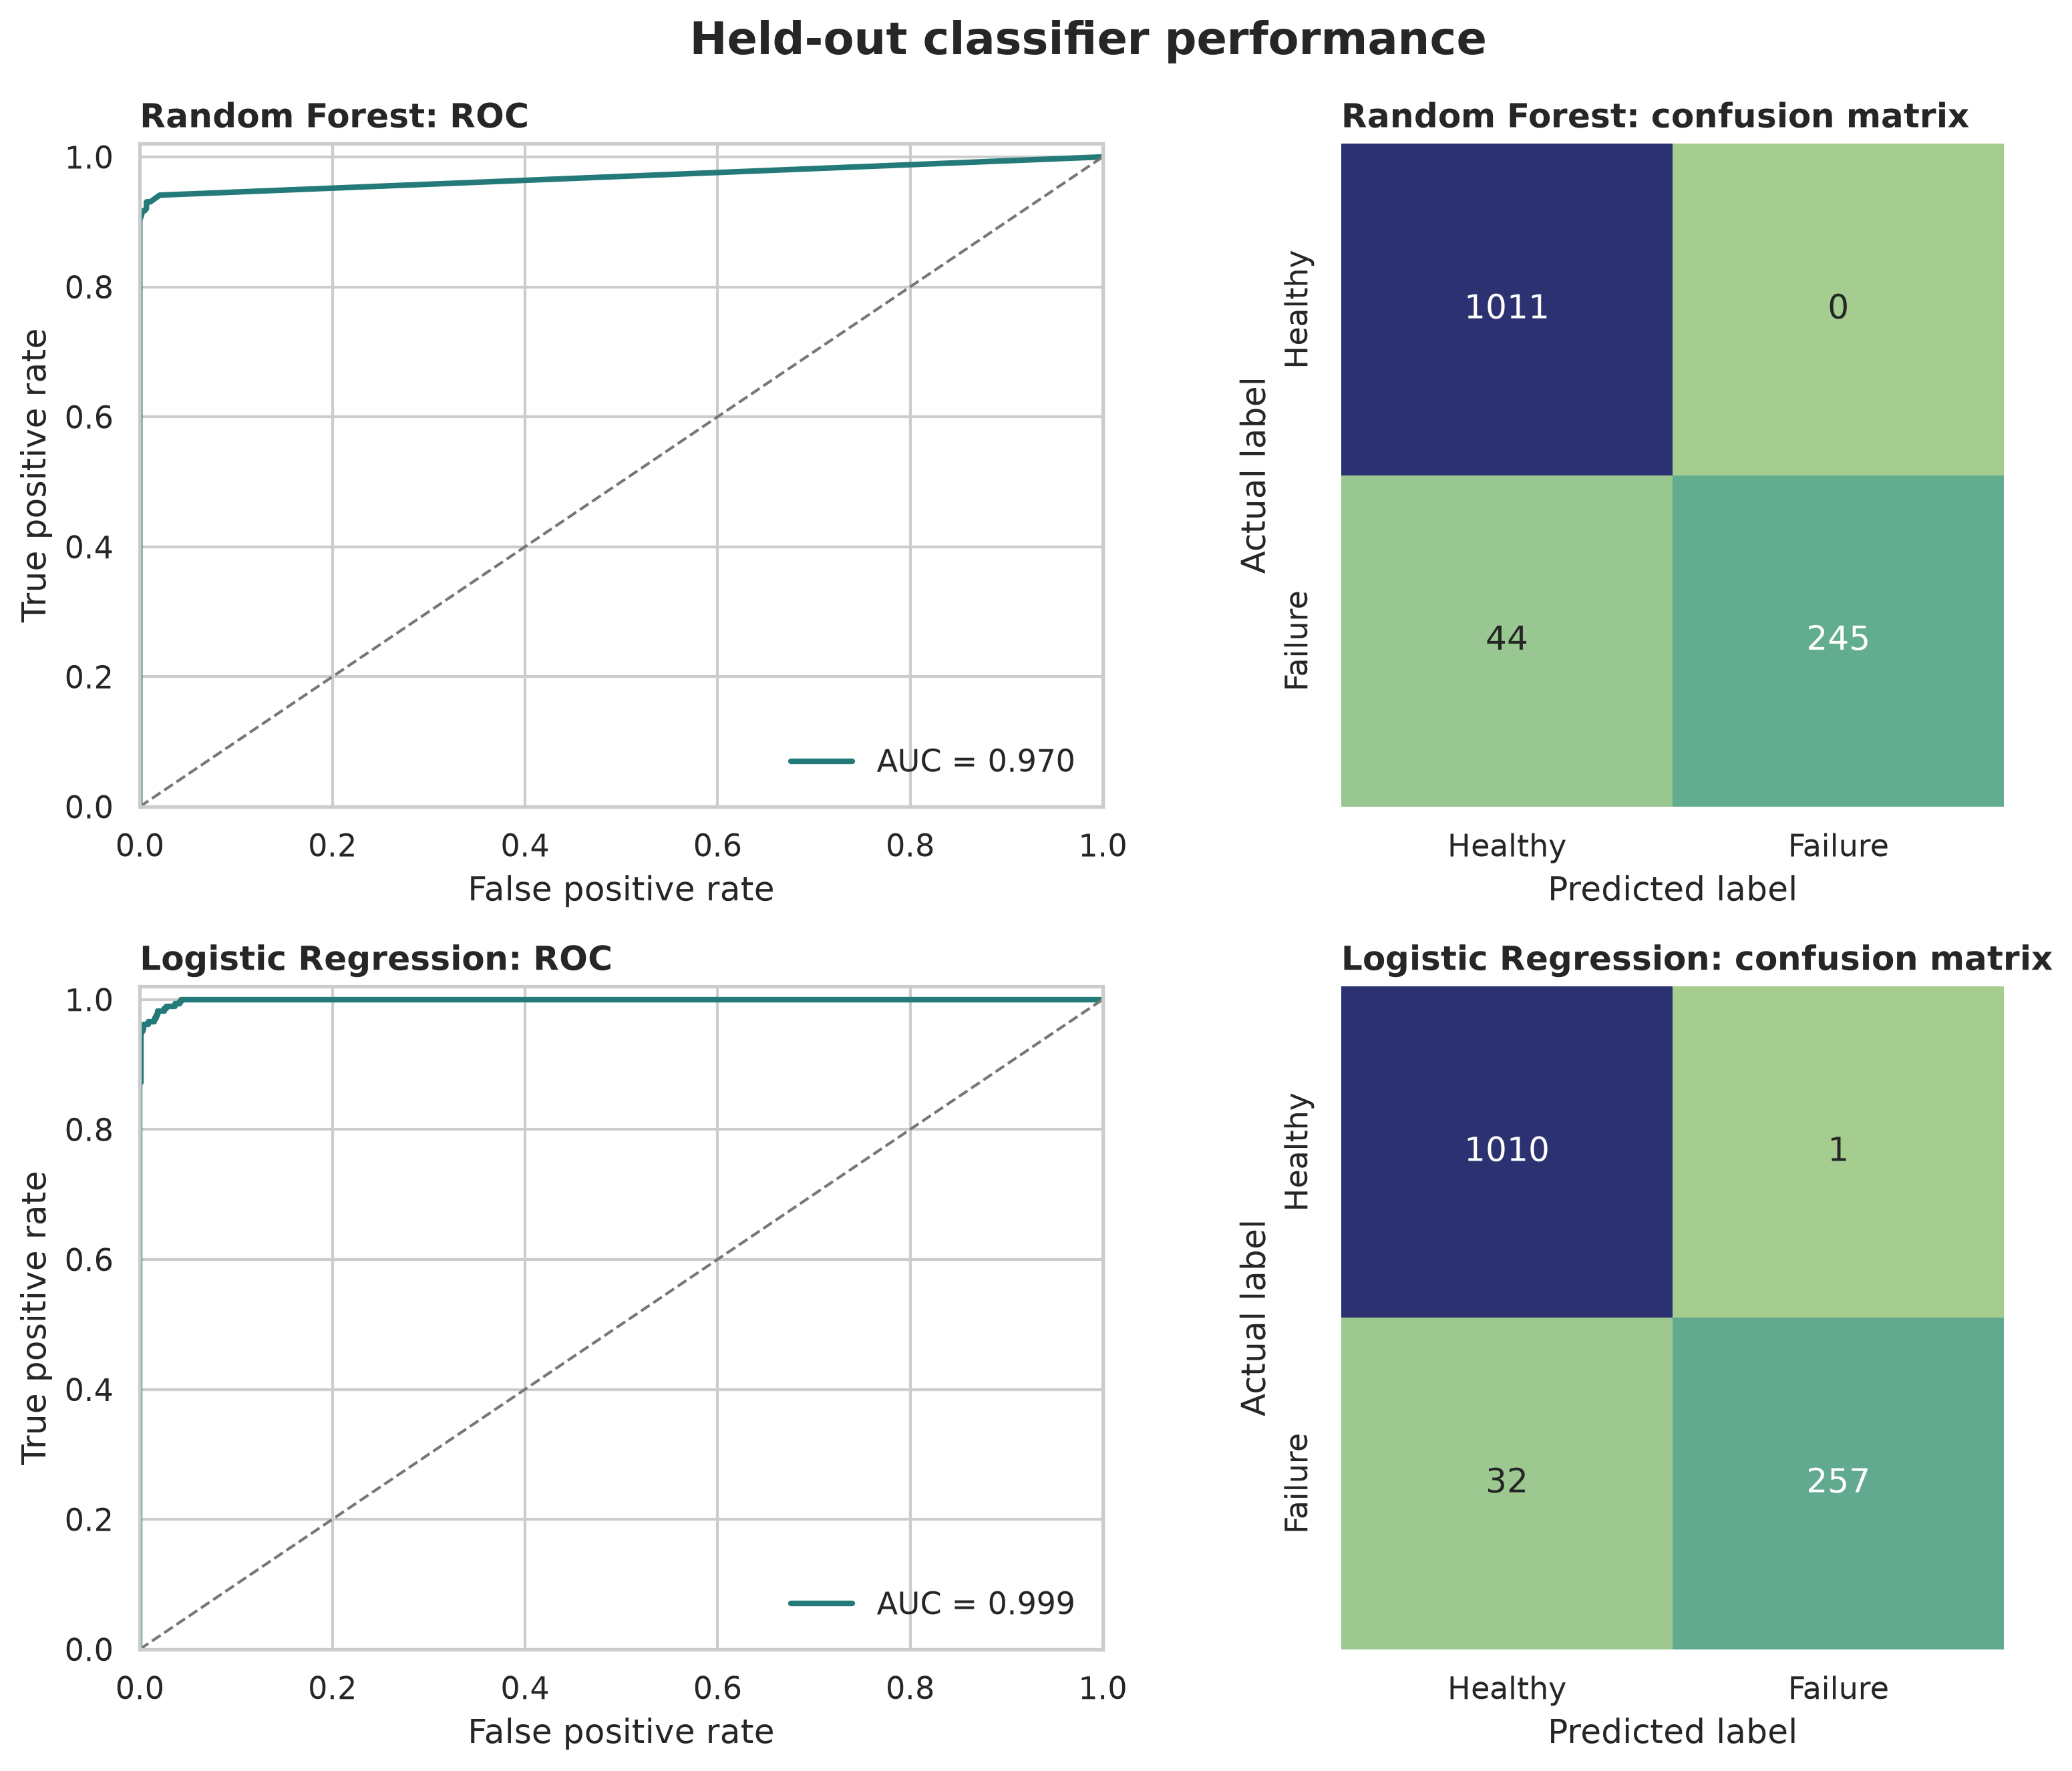 Held-out classifier performance
Random Forest: ROC
1.0
0.8
0.6
0.4
0.2
0.0
True positive rate
0.0 0.2 0.4 0.6 0.8 1.0
False positive rate
AUC = 0.970
Random Forest: confusion matrix
Actual label
Healthy
1011 0
Failure
44 245
Healthy Failure
Predicted label
Logistic Regression: ROC
1.0
0.8
0.6
0.4
0.2
0.0
True positive rate
0.0 0.2 0.4 0.6 0.8 1.0
False positive rate
AUC = 0.999
Logistic Regression: confusion matrix
Actual label
Healthy
1010 1
Failure
32 257
Healthy Failure
Predicted label